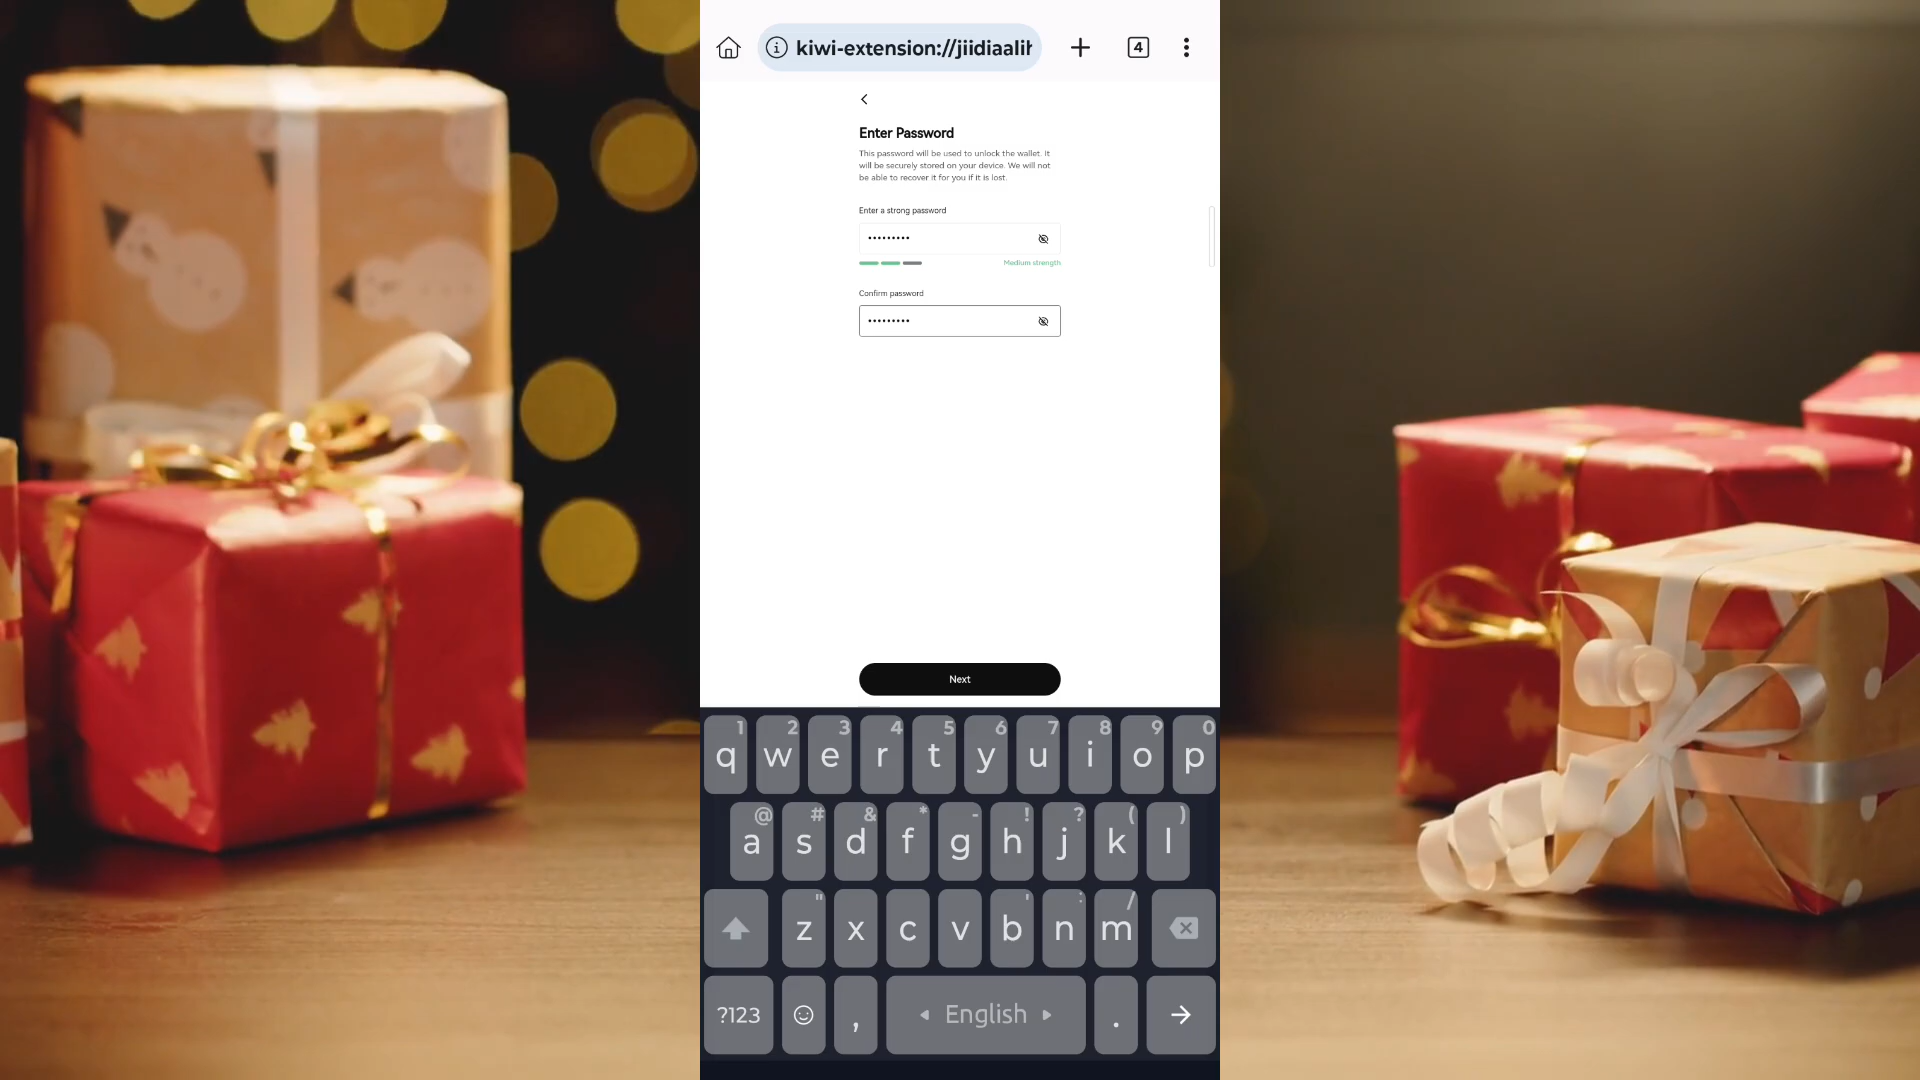 kiwi-extension://jiidiaalih
4
Enter Password
This password will be used to unlock the wallet. It
will be securely stored on your device. We will not
be able to recover it for you if it is lost.
Enter a strong password
•••••••••
Medium strength
Confirm password
•••••••••
Next
1 2 3 4 5 6 7 8 9 0
q w e r t y u i o p
@ # & * - ! ? ( )
a s d f g h j k l
" ' : /
z x c v b n m
?123 , English .